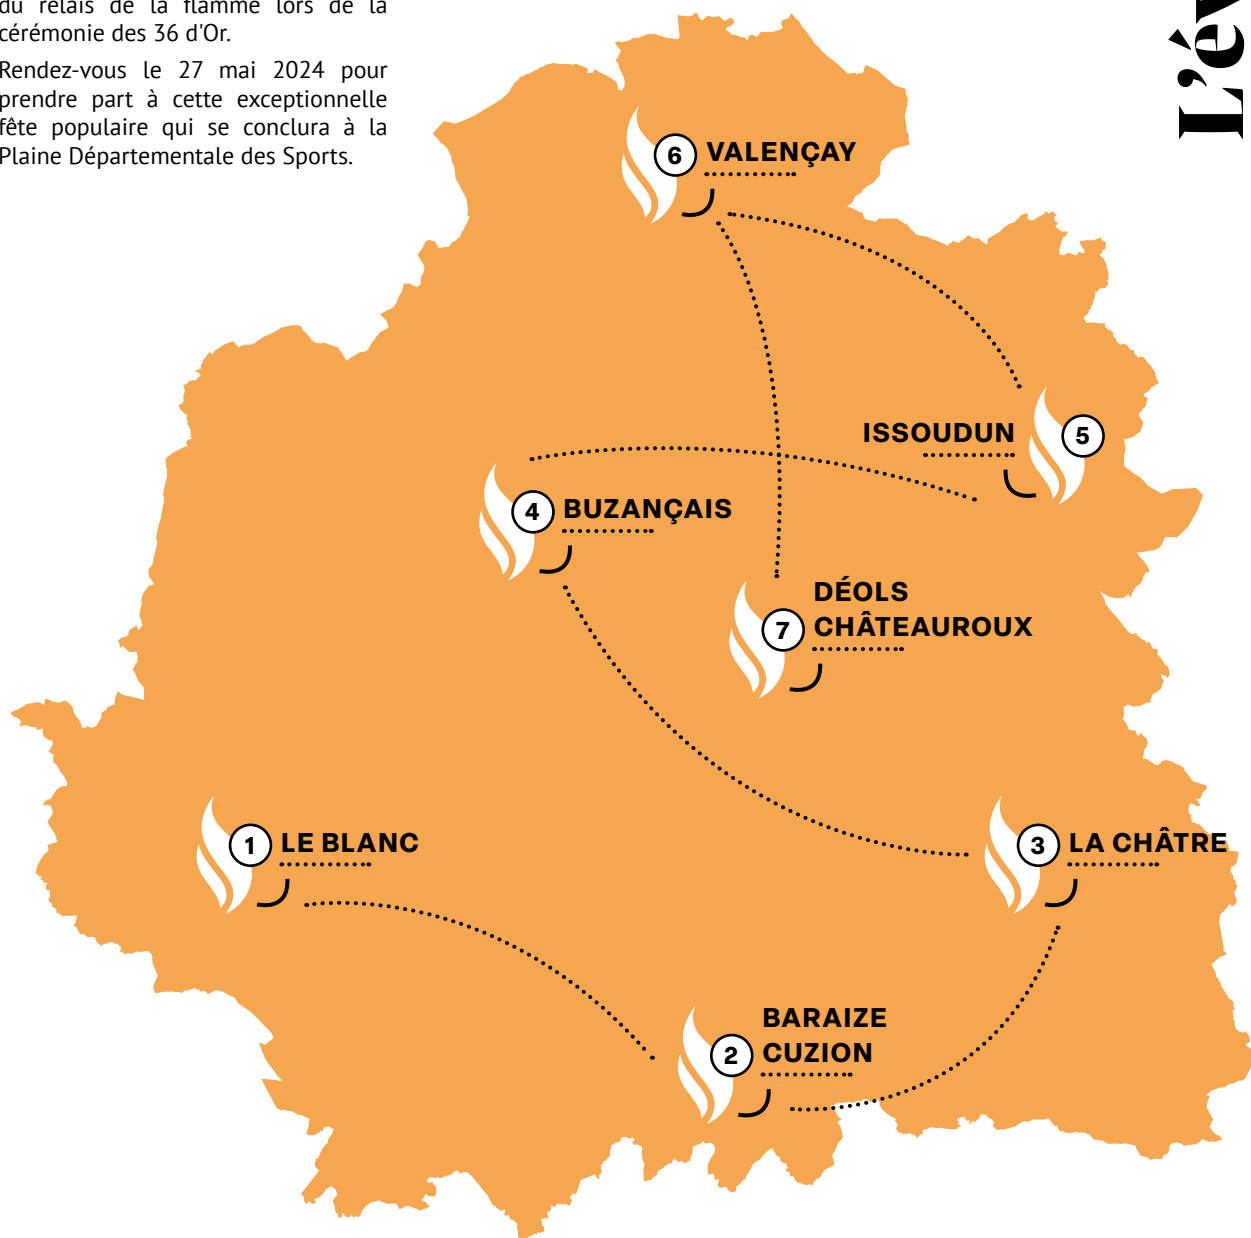 du relais de la flamme lors de la
cérémonie des 36 d'Or.
Rendez-vous le 27 mai 2024 pour
prendre part à cette exceptionnelle
fête populaire qui se conclura à la
Plaine Départementale des Sports.
L'év
6 VALENÇAY
ISSOUDUN 5
4 BUZANÇAIS
DÉOLS
7 CHÂTEAUROUX
1 LE BLANC
3 LA CHÂTRE
BARAIZE
2 CUZION